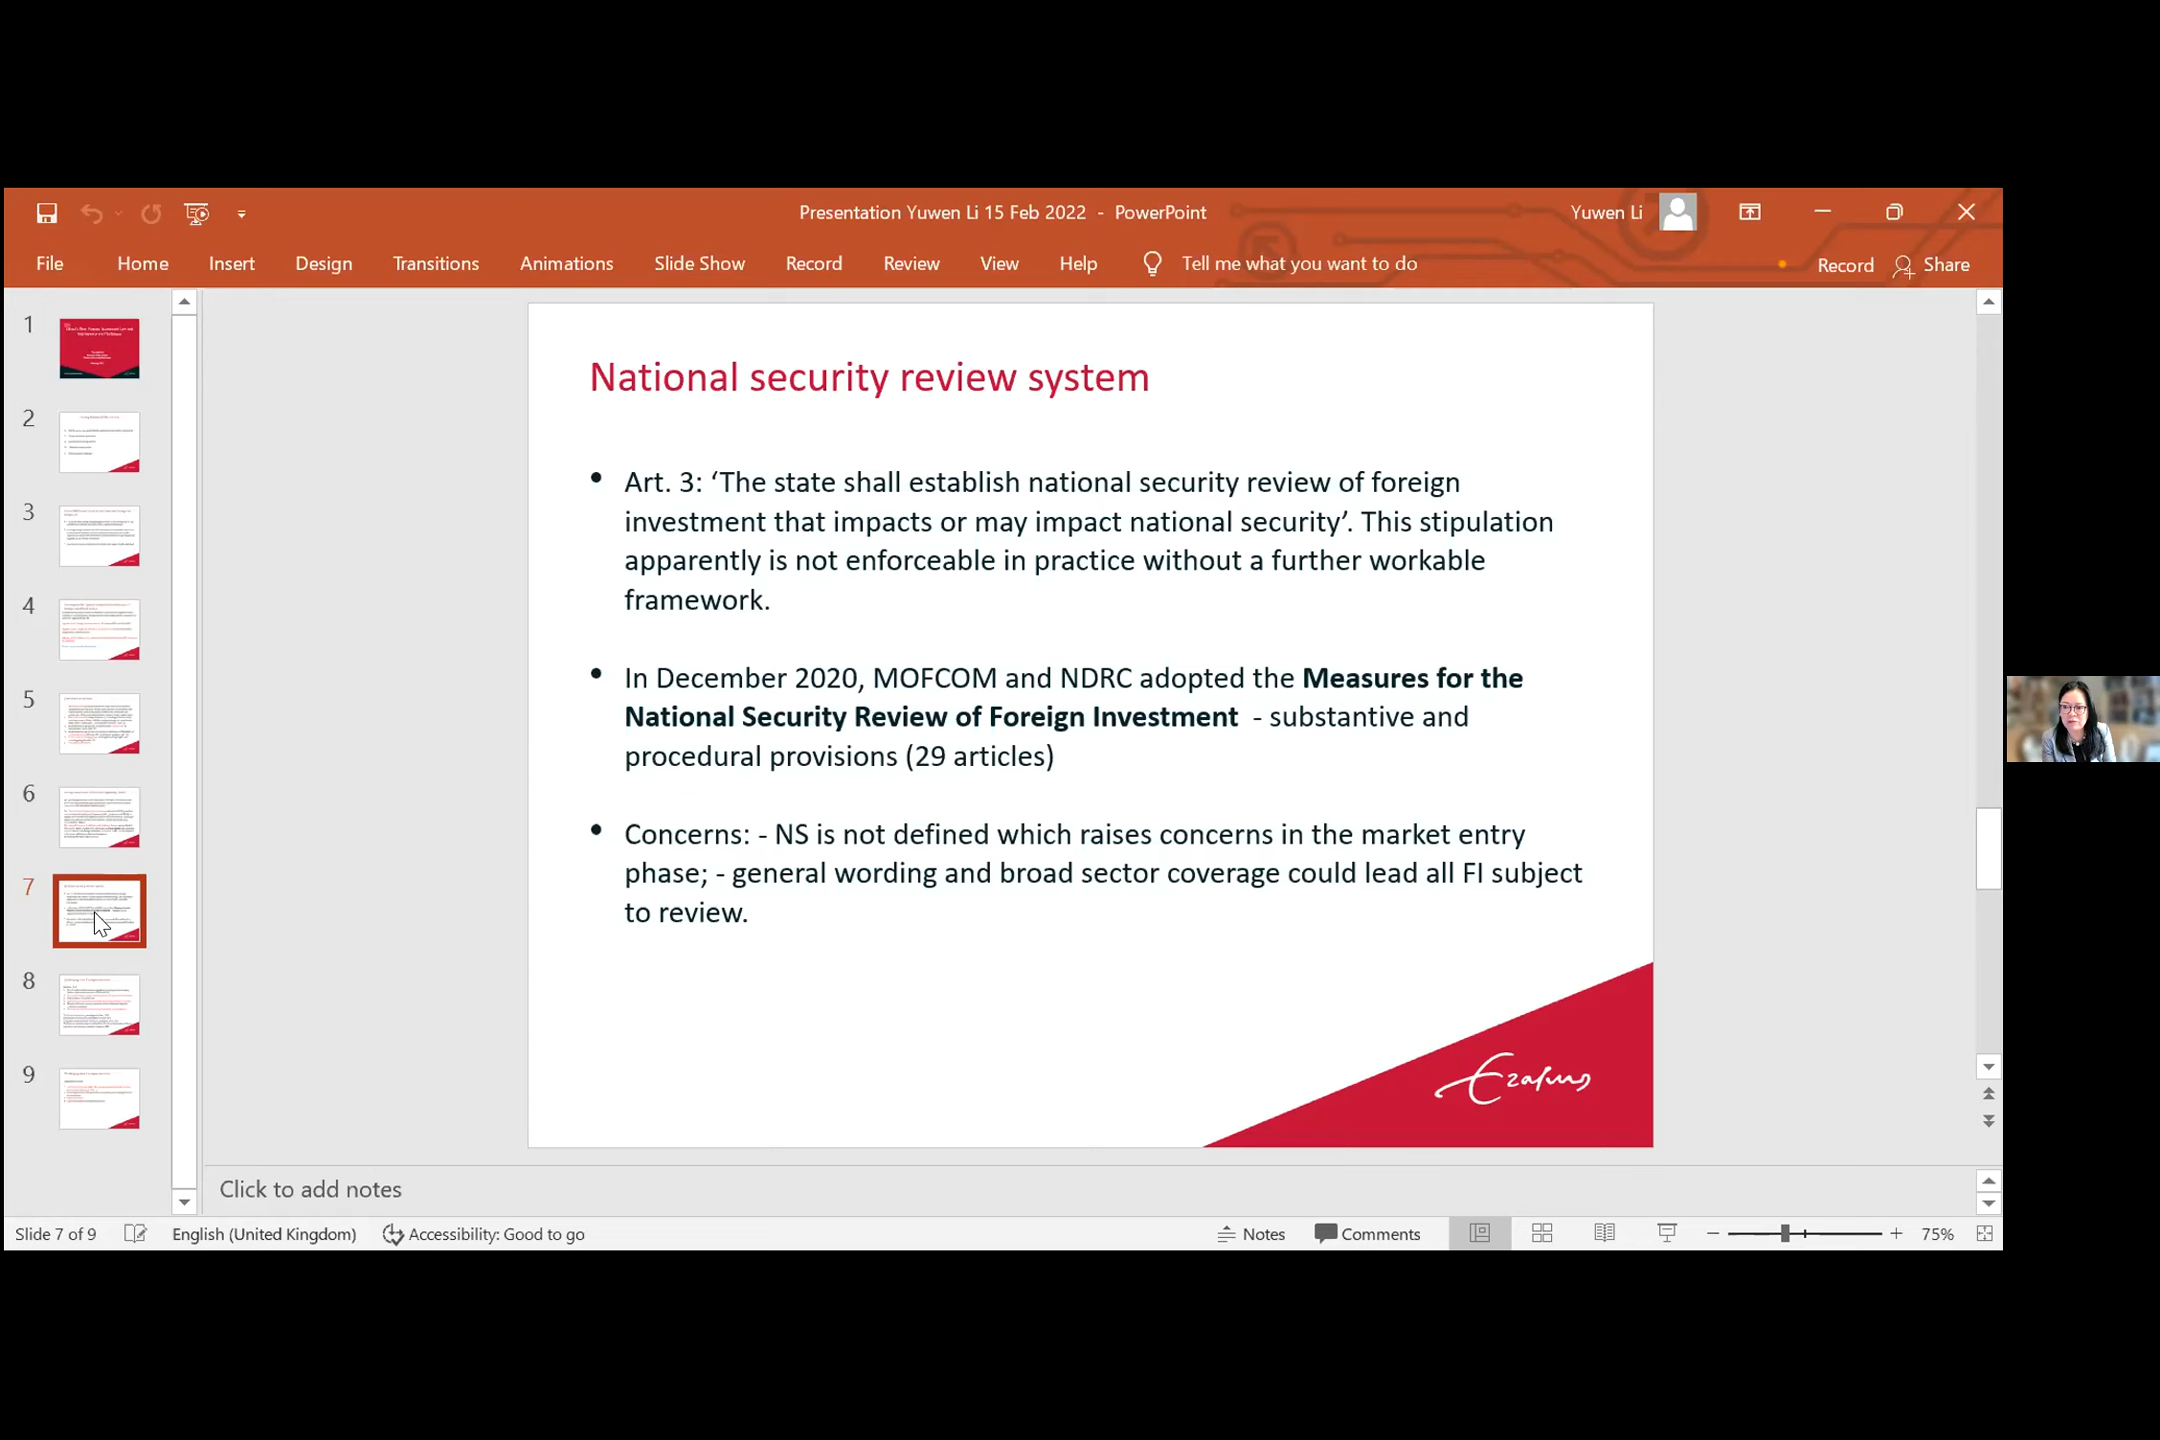 Presentation Yuwen Li 15 Feb 2022 - PowerPoint
Yuwen Li
File Home Insert Design Transitions Animations Slide Show Record Review View Help Tell me what you want to do Record Share
1
2
3
4
5
6
7
8
9
National security review system
• Art. 3: ‘The state shall establish national security review of foreign
investment that impacts or may impact national security’. This stipulation
apparently is not enforceable in practice without a further workable
framework.
• In December 2020, MOFCOM and NDRC adopted the Measures for the
National Security Review of Foreign Investment - substantive and
procedural provisions (29 articles)
• Concerns: - NS is not defined which raises concerns in the market entry
phase; - general wording and broad sector coverage could lead all FI subject
to review.
Erasmus
Click to add notes
Slide 7 of 9 English (United Kingdom) Accessibility: Good to go Notes Comments 75%